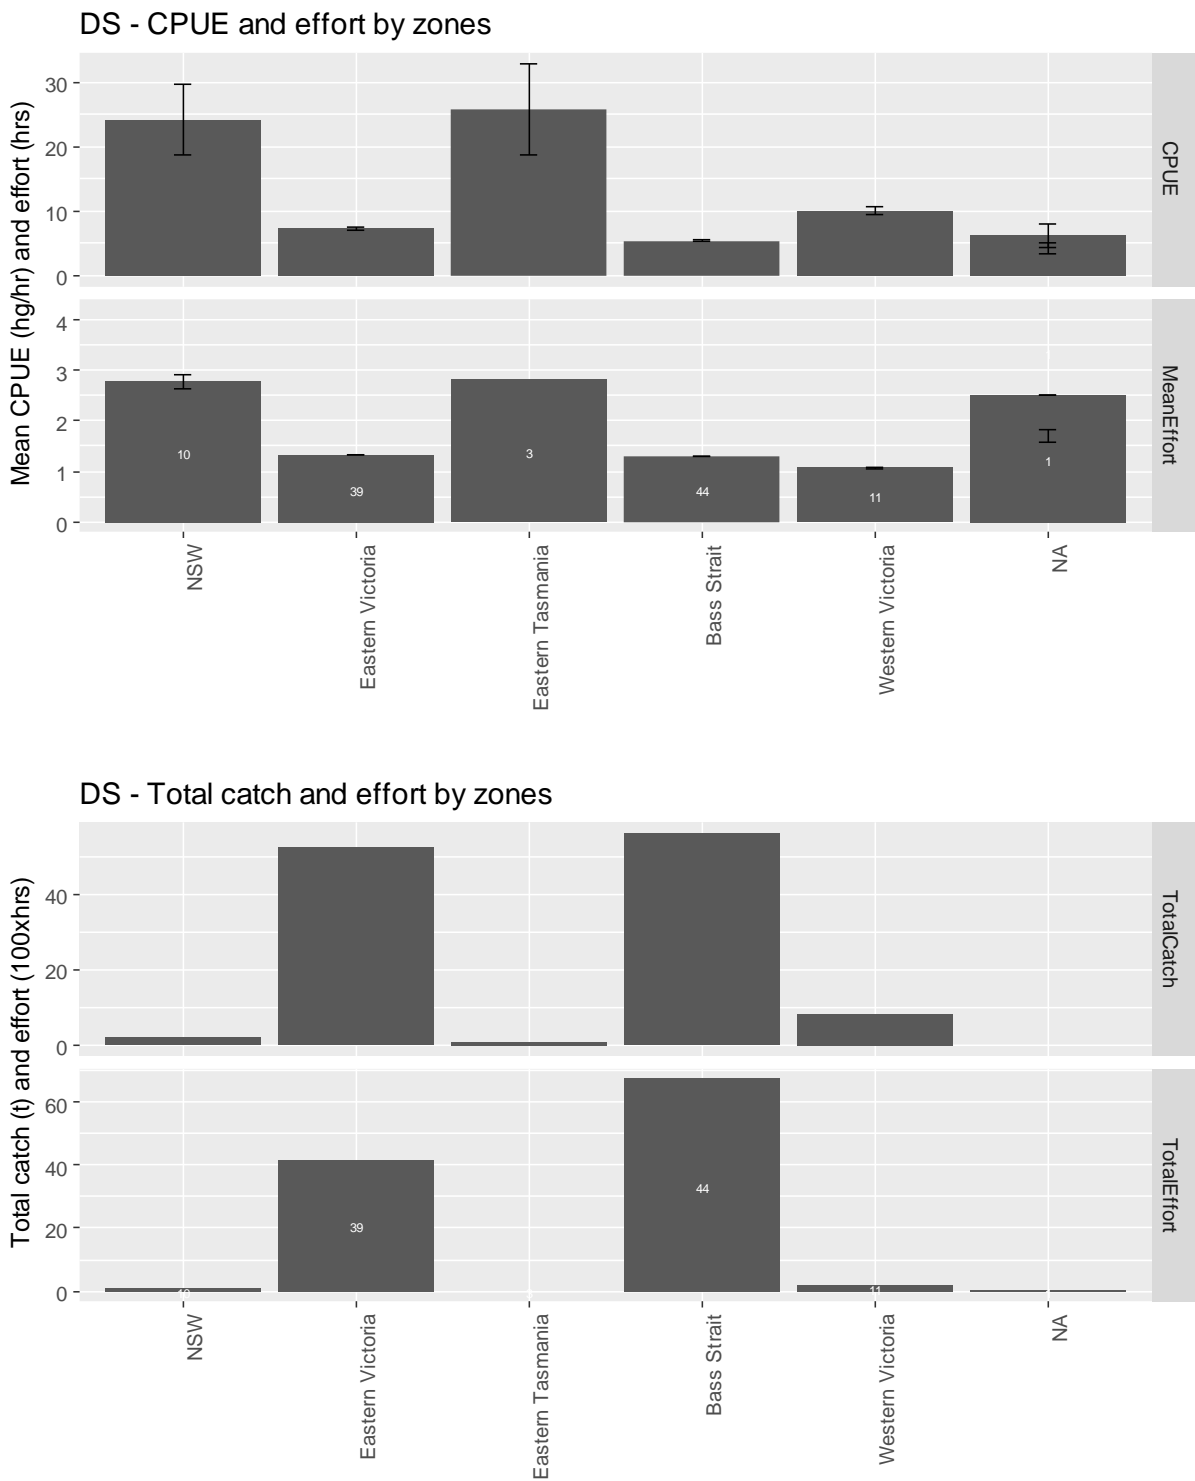 DS - CPUE and effort by zones
Mean CPUE (hg/hr) and effort (hrs)
30
20
10
0
CPUE
4
3
2
1
0
10
39
3
44
11
1
MeanEffort
NSW
Eastern Victoria
Eastern Tasmania
Bass Strait
Western Victoria
NA
DS - Total catch and effort by zones
Total catch (t) and effort (100xhrs)
40
20
0
TotalCatch
60
40
20
0
10
39
44
11
TotalEffort
NSW
Eastern Victoria
Eastern Tasmania
Bass Strait
Western Victoria
NA